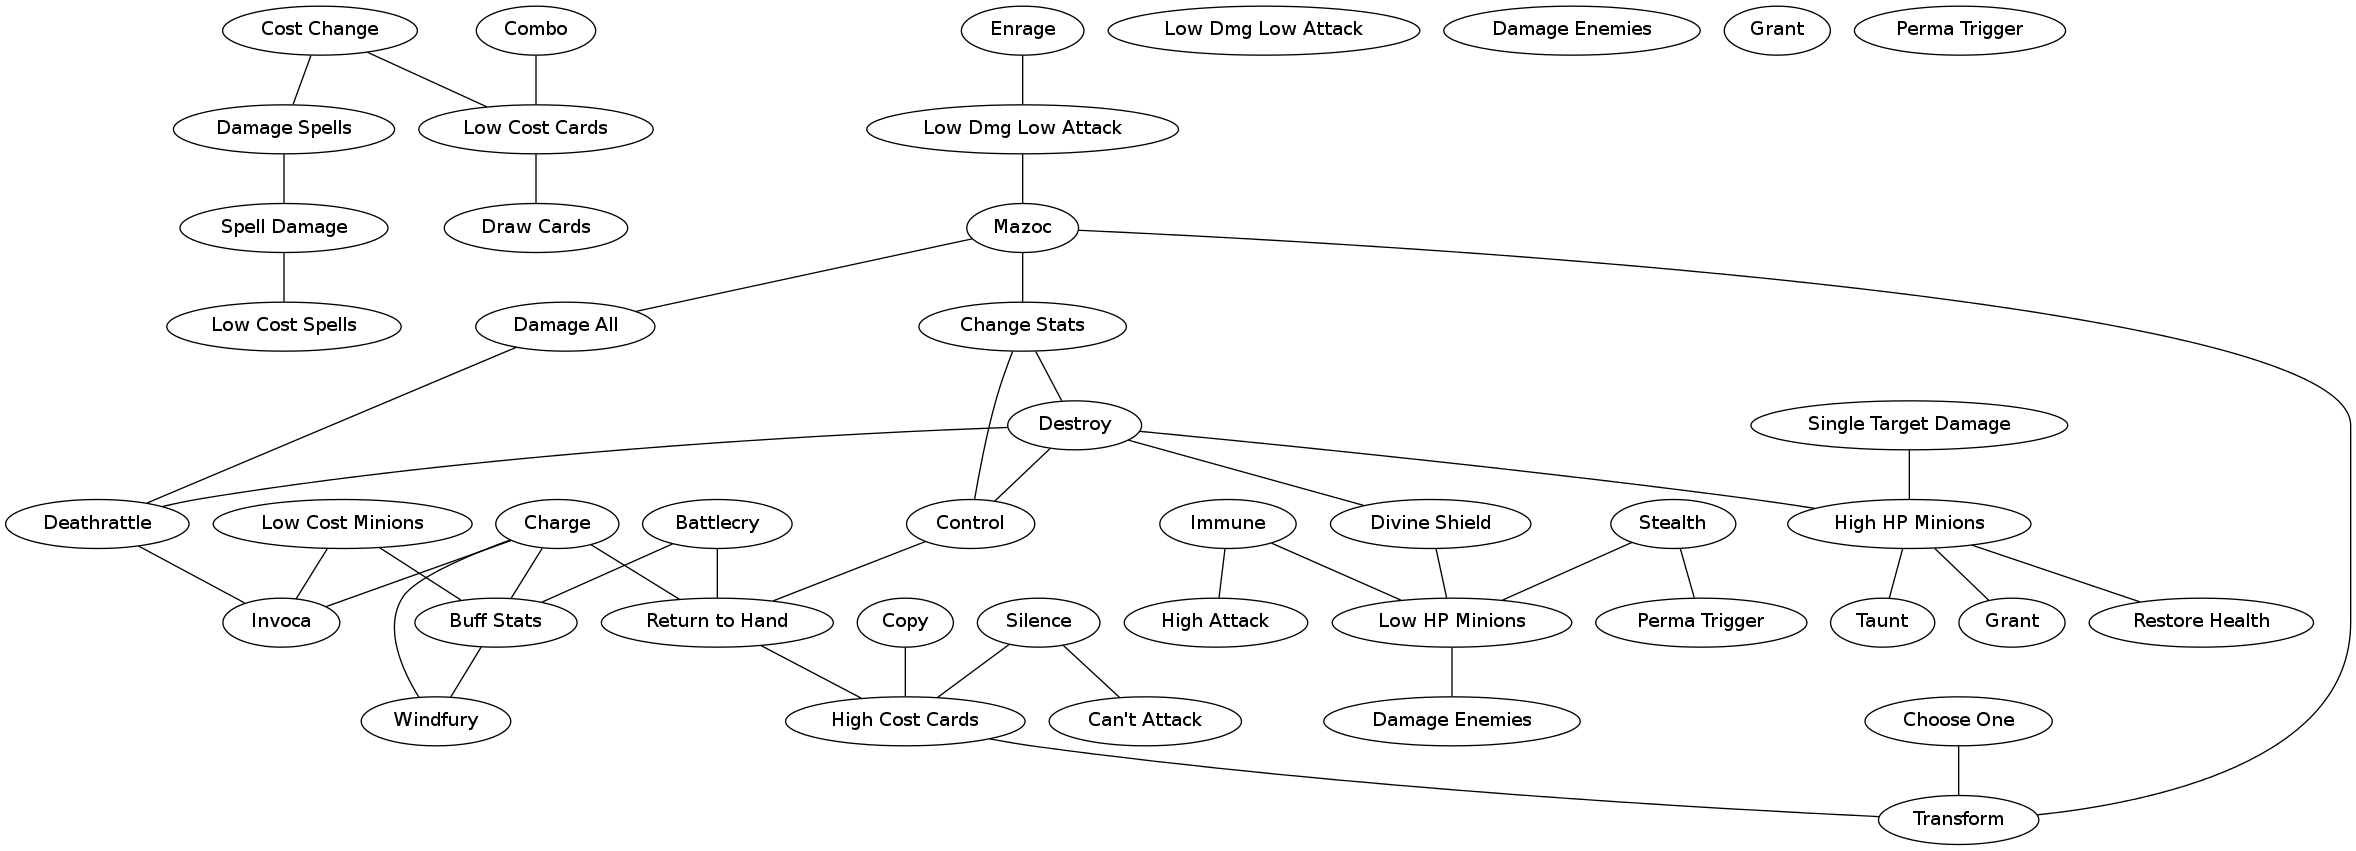 Cost Change
Combo
Enrage
Low Dmg Low Attack
Damage Enemies
Grant
Perma Trigger
Damage Spells
Low Cost Cards
Low Dmg Low Attack
Spell Damage
Draw Cards
Mazoc
Low Cost Spells
Damage All
Change Stats
Destroy
Single Target Damage
Deathrattle
Low Cost Minions
Charge
Battlecry
Control
Immune
Divine Shield
Stealth
High HP Minions
Invoca
Buff Stats
Return to Hand
Copy
Silence
High Attack
Low HP Minions
Perma Trigger
Taunt
Grant
Restore Health
Windfury
High Cost Cards
Can't Attack
Damage Enemies
Choose One
Transform